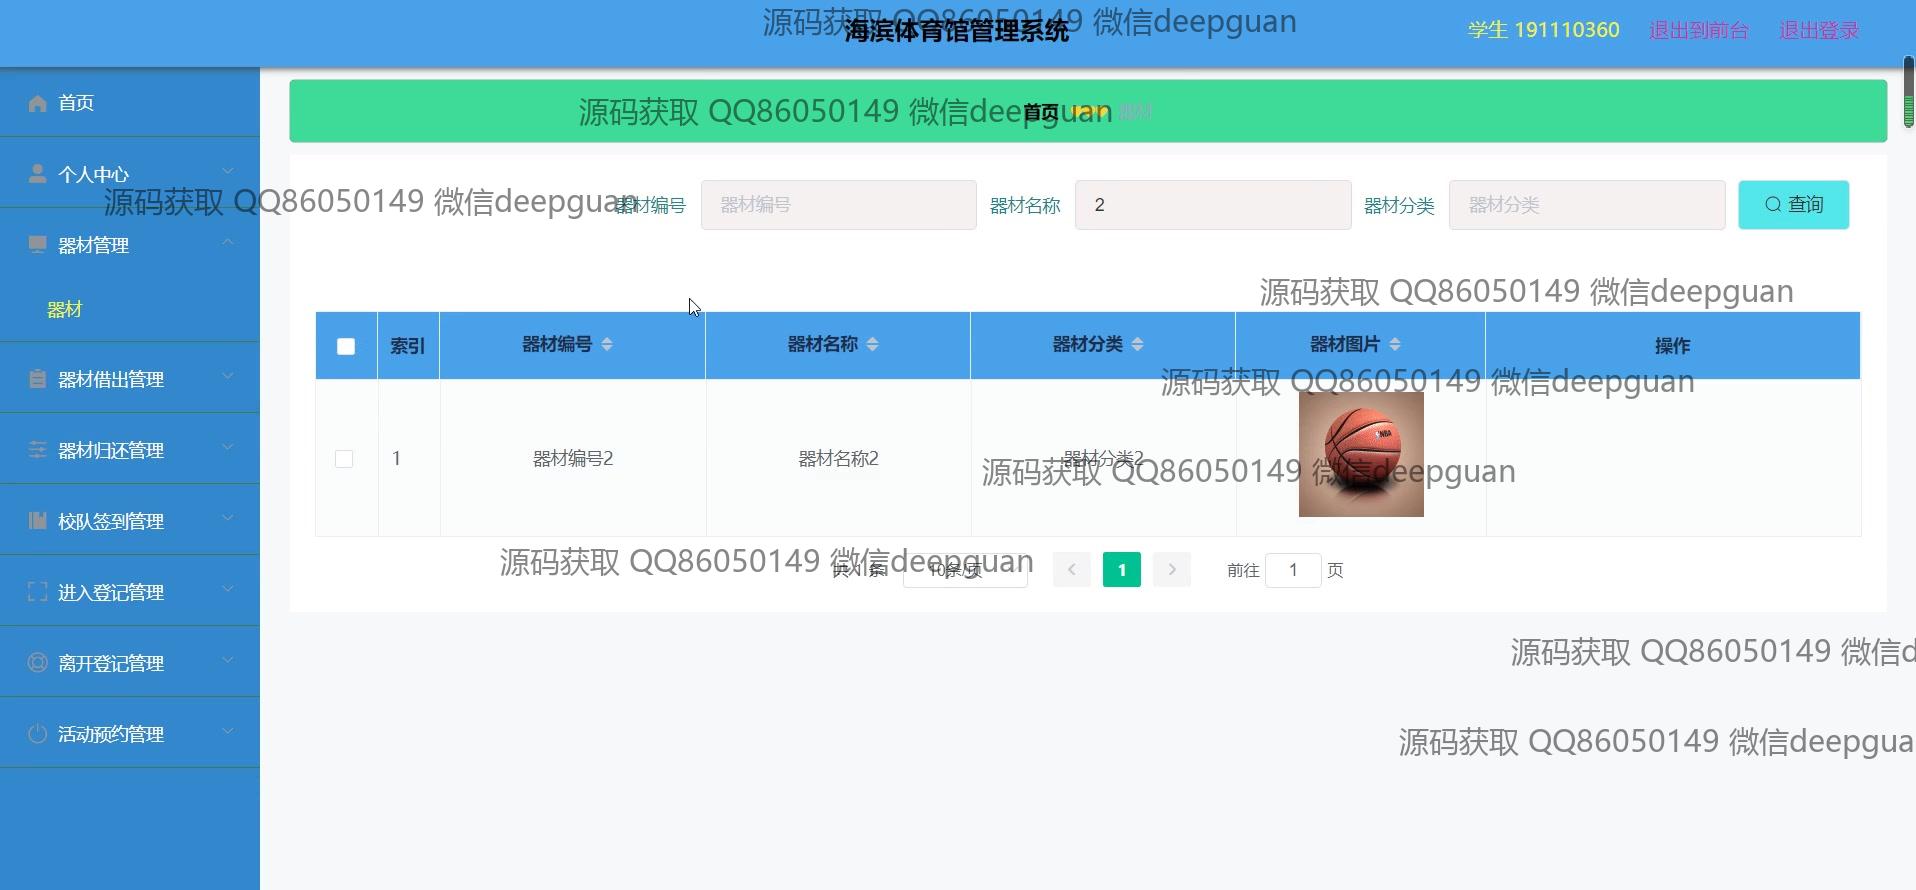 海滨体育馆管理系统
源码获取 QQ86050149 微信deepguan
学生 191110360
退出到前台
退出登录
首页
器材
源码获取 QQ86050149 微信deepguan
首页
个人中心
源码获取 QQ86050149 微信deepguan
器材管理
器材
器材借出管理
器材归还管理
校队签到管理
进入登记管理
离开登记管理
活动预约管理
器材编号
器材编号
器材名称
2
器材分类
器材分类
查询
源码获取 QQ86050149 微信deepguan
索引
器材编号
器材名称
器材分类
器材图片
操作
源码获取 QQ86050149 微信deepguan
1
器材编号2
器材名称2
器材分类2
NBA
源码获取 QQ86050149 微信deepguan
源码获取 QQ86050149 微信deepguan
共 1 条
10条/页
1
前往
1
页
源码获取 QQ86050149 微信d
源码获取 QQ86050149 微信deepgua